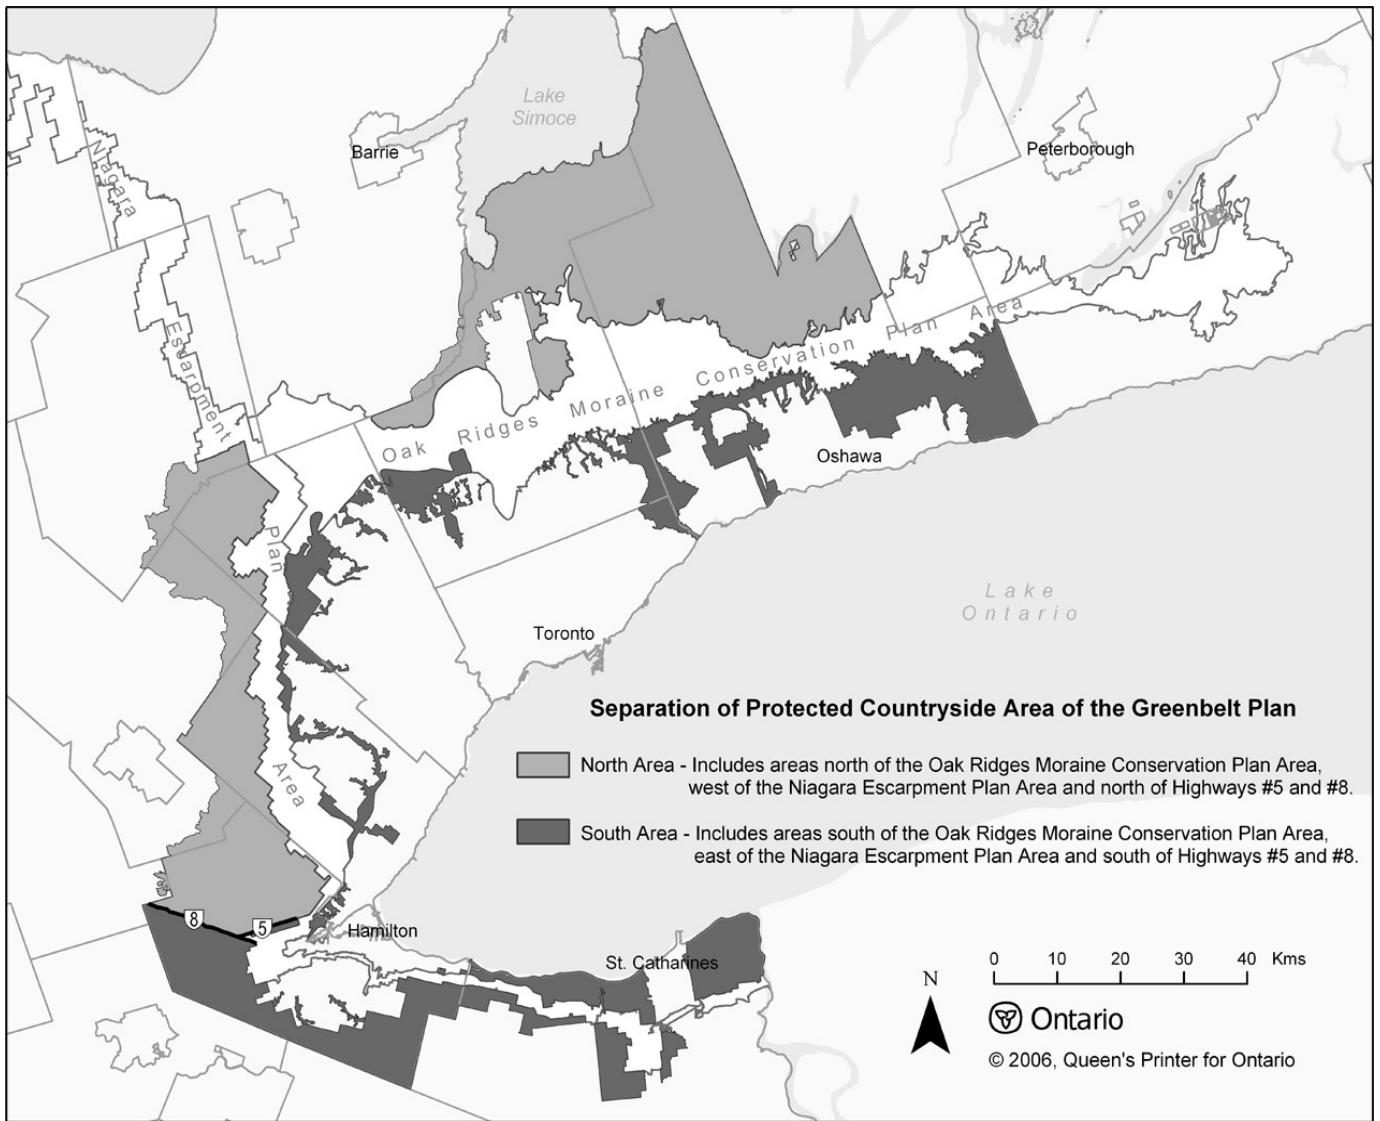 Lake
Simcoe
Barrie
Peterborough
Niagara
Escarpment
Plan
Area
Oak Ridges Moraine Conservation Plan Area
Oshawa
Lake
Ontario
Toronto
Separation of Protected Countryside Area of the Greenbelt Plan
North Area - Includes areas north of the Oak Ridges Moraine Conservation Plan Area,
west of the Niagara Escarpment Plan Area and north of Highways #5 and #8.
South Area - Includes areas south of the Oak Ridges Moraine Conservation Plan Area,
east of the Niagara Escarpment Plan Area and south of Highways #5 and #8.
8
5
Hamilton
St. Catharines
0 10 20 30 40 Kms
N
Ontario
© 2006, Queen's Printer for Ontario